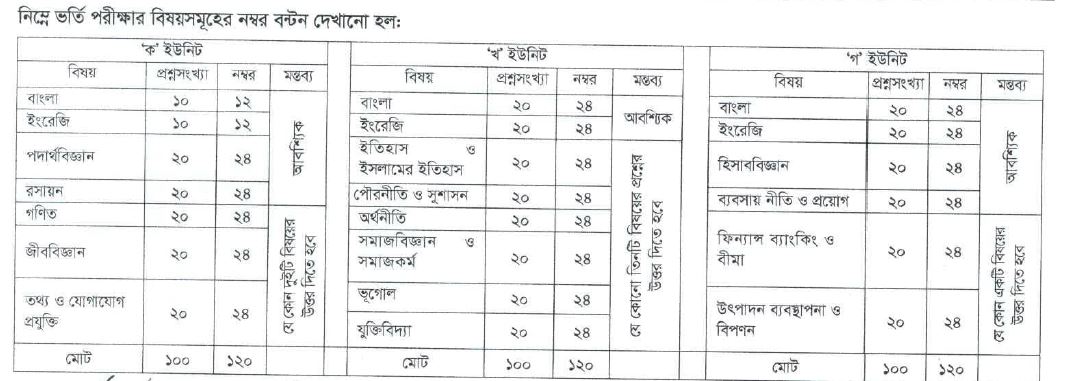 নিম্নে ভর্তি পরীক্ষার বিষয়সমূহের নম্বর বন্টন দেখানো হল:
'ক' ইউনিট
বিষয় প্রশ্নসংখ্যা নম্বর মন্তব্য
বাংলা ১০ ১২
ইংরেজি ১০ ১২
পদার্থবিজ্ঞান ২০ ২৪
রসায়ন ২০ ২৪
আবশ্যিক
গণিত ২০ ২৪
জীববিজ্ঞান ২০ ২৪
তথ্য ও যোগাযোগ
প্রযুক্তি ২০ ২৪
যে কোন দুইটি বিষয়ের
উত্তর দিতে হবে
মোট ১০০ ১২০
'খ' ইউনিট
বিষয় প্রশ্নসংখ্যা নম্বর মন্তব্য
বাংলা ২০ ২৪
ইংরেজি ২০ ২৪
আবশ্যিক
ইতিহাস ও
ইসলামের ইতিহাস ২০ ২৪
পৌরনীতি ও সুশাসন ২০ ২৪
অর্থনীতি ২০ ২৪
সমাজবিজ্ঞান ও
সমাজকর্ম ২০ ২৪
ভূগোল ২০ ২৪
যুক্তিবিদ্যা ২০ ২৪
যে কোনো তিনটি বিষয়ের প্রশ্নের
উত্তর দিতে হবে
মোট ১০০ ১২০
'গ' ইউনিট
বিষয় প্রশ্নসংখ্যা নম্বর মন্তব্য
বাংলা ২০ ২৪
ইংরেজি ২০ ২৪
হিসাববিজ্ঞান ২০ ২৪
ব্যবসায় নীতি ও প্রয়োগ ২০ ২৪
আবশ্যিক
ফিন্যান্স ব্যাংকিং ও
বীমা ২০ ২৪
উৎপাদন ব্যবস্থাপনা ও
বিপণন ২০ ২৪
যে কোন একটি বিষয়ের
উত্তর দিতে হবে
মোট ১০০ ১২০